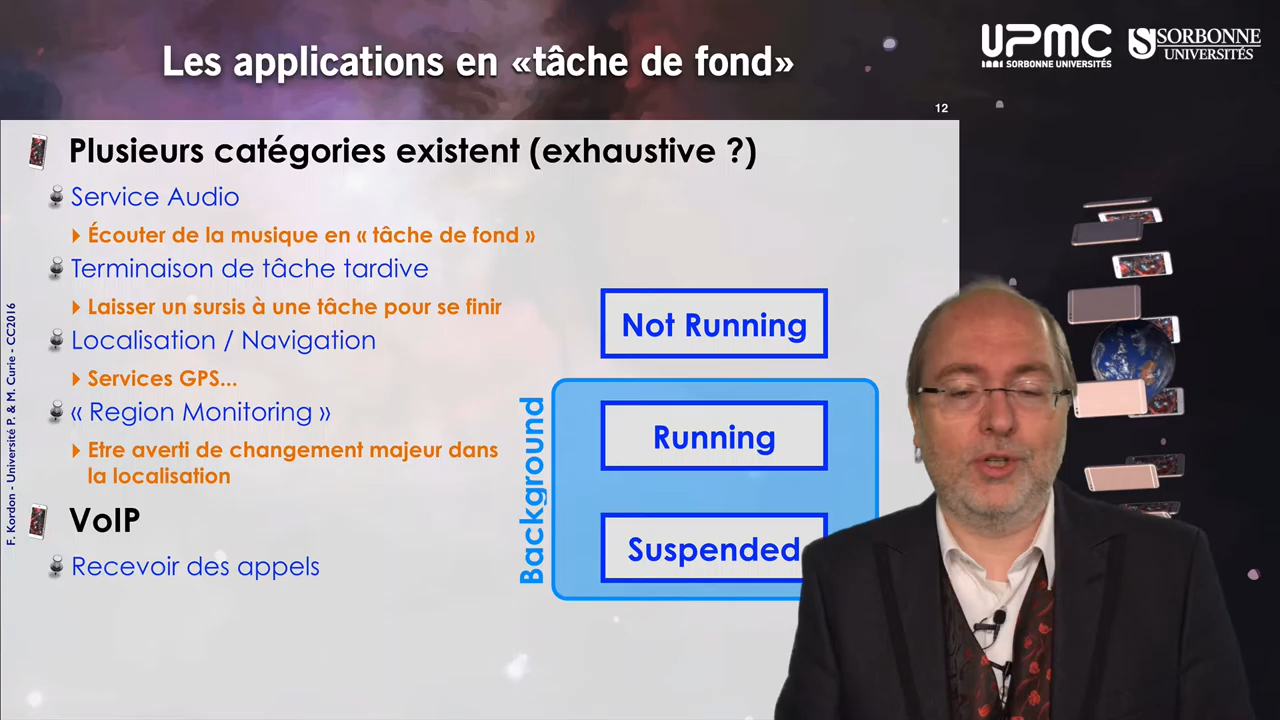 Les applications en «tâche de fond»
UPMC
SORBONNE UNIVERSITÉS
SORBONNE
UNIVERSITÉS
12
Plusieurs catégories existent (exhaustive ?)
Service Audio
Écouter de la musique en « tâche de fond »
Terminaison de tâche tardive
Laisser un sursis à une tâche pour se finir
Localisation / Navigation
Services GPS...
« Region Monitoring »
Etre averti de changement majeur dans
la localisation
VoIP
Recevoir des appels
Not Running
Running
Suspended
Background
F. Kordon - Université P. & M. Curie - CC2016